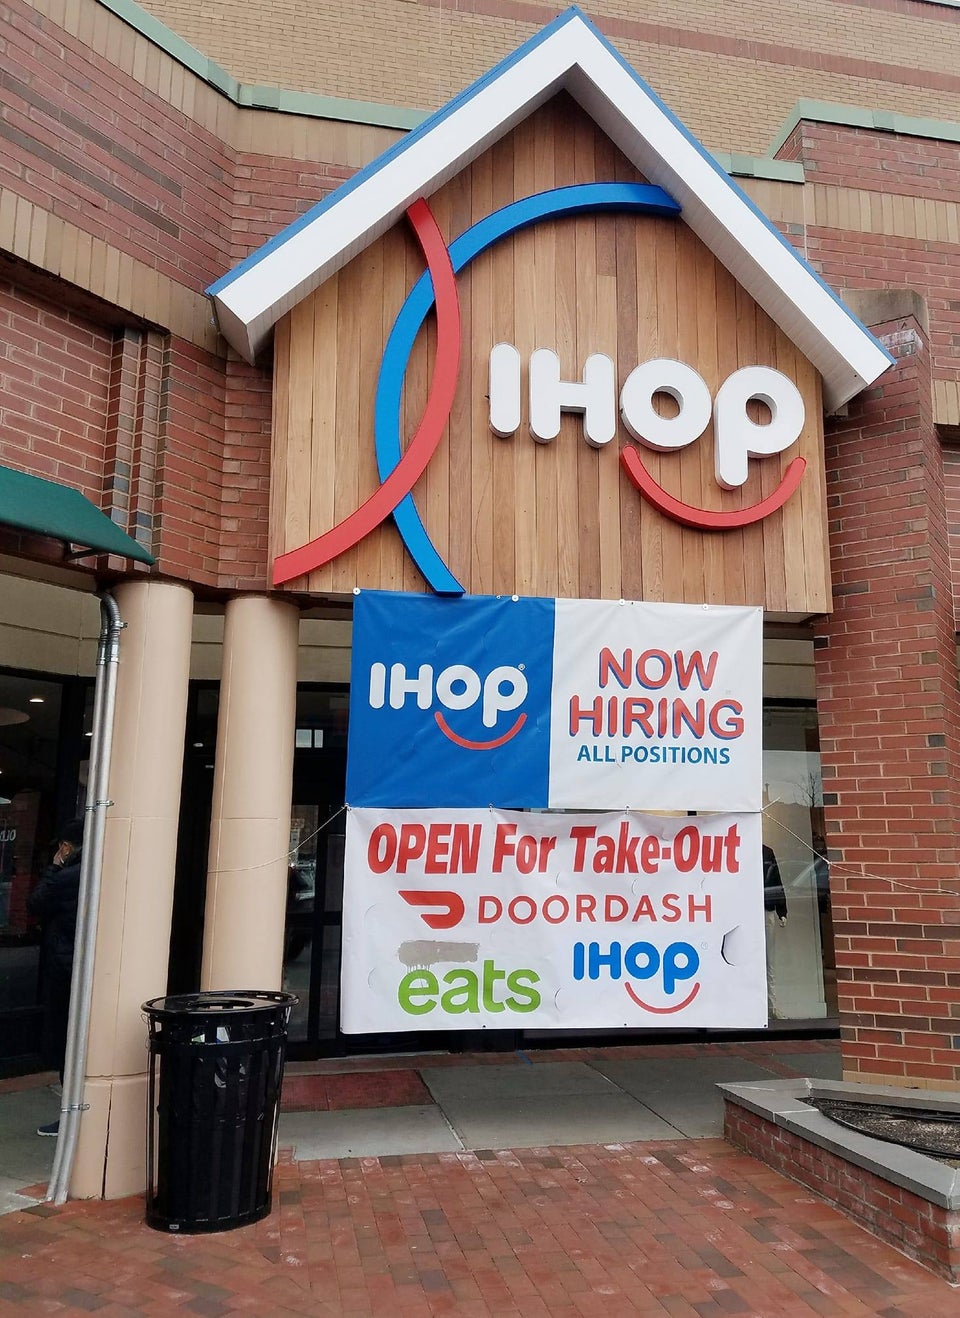 IHOP
IHOP®
NOW
HIRING
ALL POSITIONS
OPEN For Take-Out
DOORDASH
eats
IHOP®